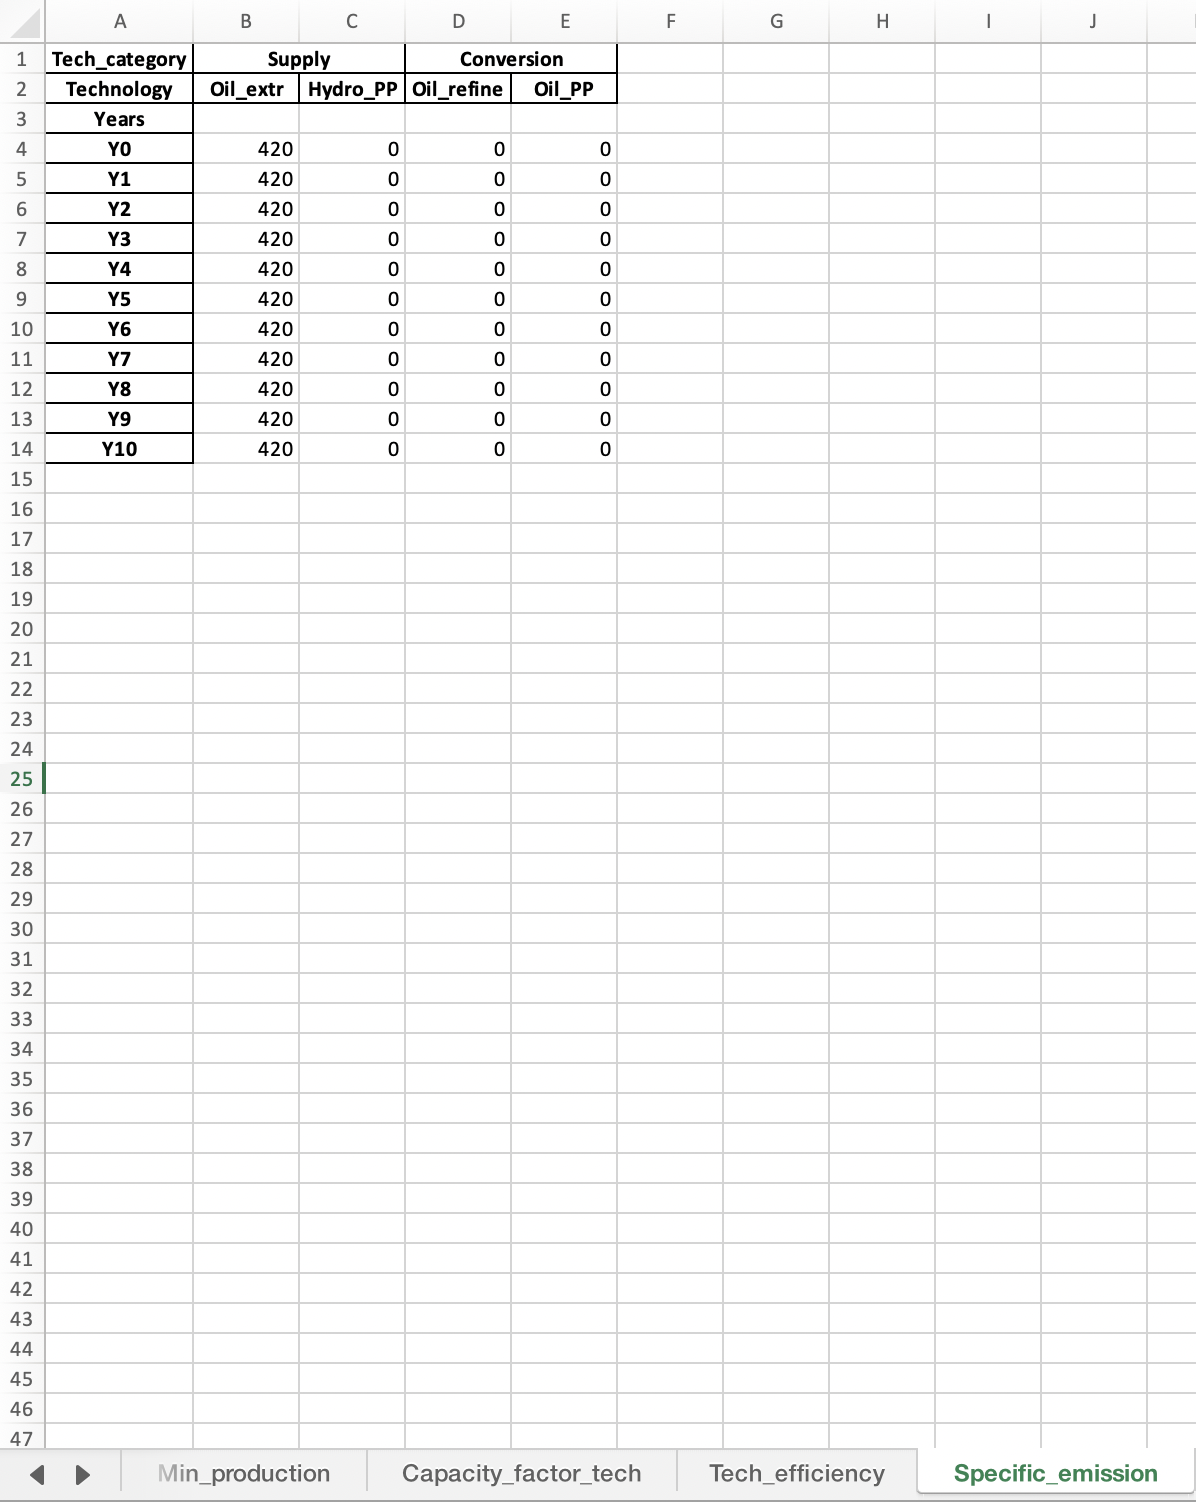 A B C D E F G H I J
1 Tech_category Supply Conversion
2 Technology Oil_extr Hydro_PP Oil_refine Oil_PP
3 Years
4 Y0 420 0 0 0
5 Y1 420 0 0 0
6 Y2 420 0 0 0
7 Y3 420 0 0 0
8 Y4 420 0 0 0
9 Y5 420 0 0 0
10 Y6 420 0 0 0
11 Y7 420 0 0 0
12 Y8 420 0 0 0
13 Y9 420 0 0 0
14 Y10 420 0 0 0
15
16
17
18
19
20
21
22
23
24
25
26
27
28
29
30
31
32
33
34
35
36
37
38
39
40
41
42
43
44
45
46
47
Min_production Capacity_factor_tech Tech_efficiency Specific_emission